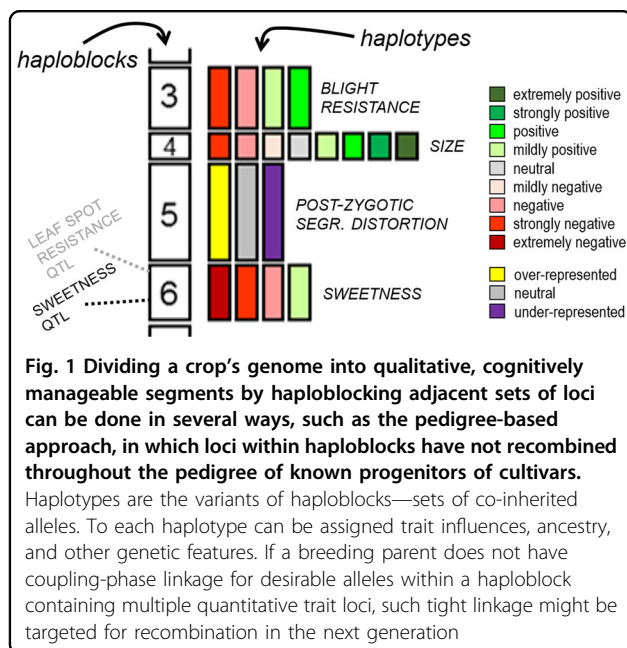 haploblocks
haplotypes
3
BLIGHT
RESISTANCE
4
SIZE
5
POST-ZYGOTIC
SEGR. DISTORTION
LEAF SPOT
RESISTANCE
QTL
SWEETNESS
QTL
6
SWEETNESS
extremely positive
strongly positive
positive
mildly positive
neutral
mildly negative
negative
strongly negative
extremely negative
over-represented
neutral
under-represented
Fig. 1 Dividing a crop's genome into qualitative, cognitively
manageable segments by haploblocking adjacent sets of loci
can be done in several ways, such as the pedigree-based
approach, in which loci within haploblocks have not recombined
throughout the pedigree of known progenitors of cultivars.
Haplotypes are the variants of haploblocks—sets of co-inherited
alleles. To each haplotype can be assigned trait influences, ancestry,
and other genetic features. If a breeding parent does not have
coupling-phase linkage for desirable alleles within a haploblock
containing multiple quantitative trait loci, such tight linkage might be
targeted for recombination in the next generation